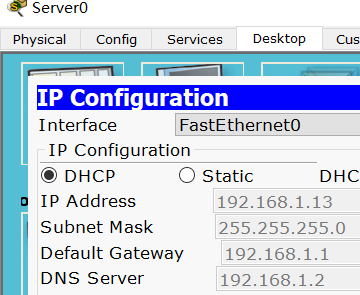 Server0
Physical Config Services Desktop Cus
IP Configuration
Interface FastEthernet0
IP Configuration
DHCP Static DHC
IP Address 192.168.1.13
Subnet Mask 255.255.255.0
Default Gateway 192.168.1.1
DNS Server 192.168.1.2